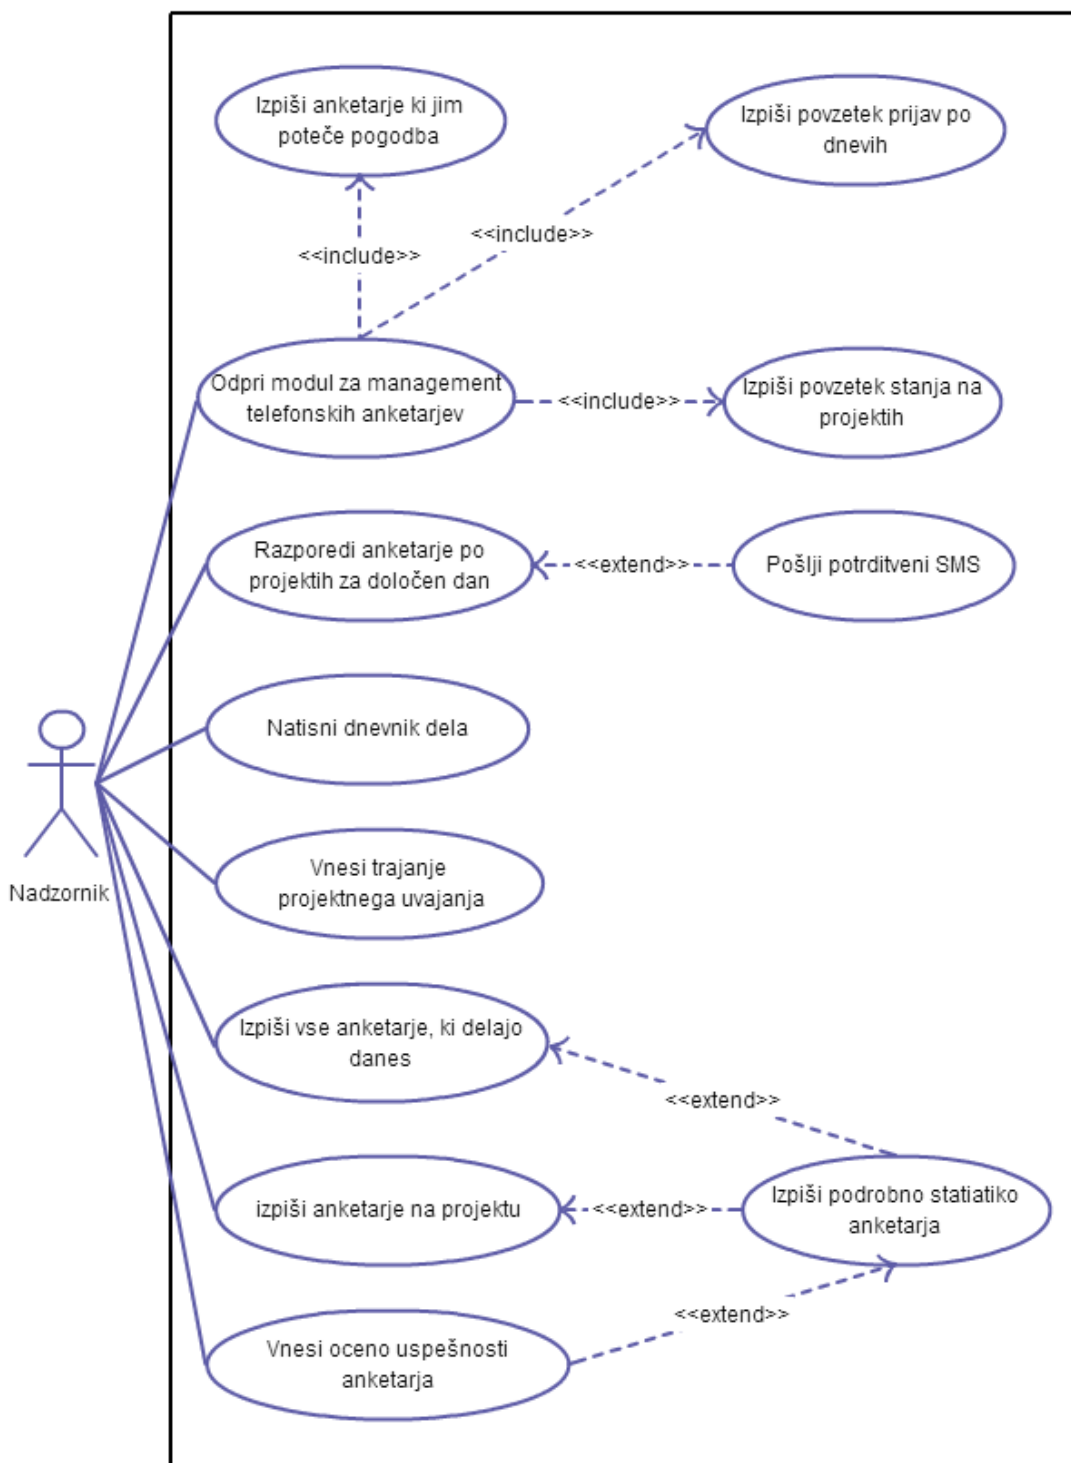 Izpiši anketarje ki jim
poteče pogodba
Izpiši povzetek prijav po
dnevih
<<include>>
<<include>>
Odpri modul za management
telefonskih anketarjev
<<include>>
Izpiši povzetek stanja na
projektih
Razporedi anketarje po
projektih za določen dan
<<extend>>
Pošlji potrditveni SMS
Natisni dnevnik dela
Vnesi trajanje
projektnega uvajanja
Nadzornik
Izpiši vse anketarje, ki delajo
danes
<<extend>>
izpiši anketarje na projektu
<<extend>>
Izpiši podrobno statiatiko
anketarja
<<extend>>
Vnesi oceno uspešnosti
anketarja